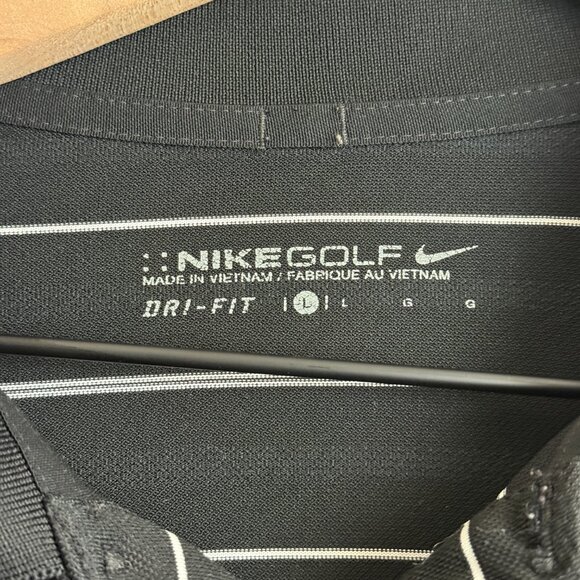 NIKEGOLF
MADE IN VIETNAM / FABRIQUE AU VIETNAM
DRI-FIT | L | L G G